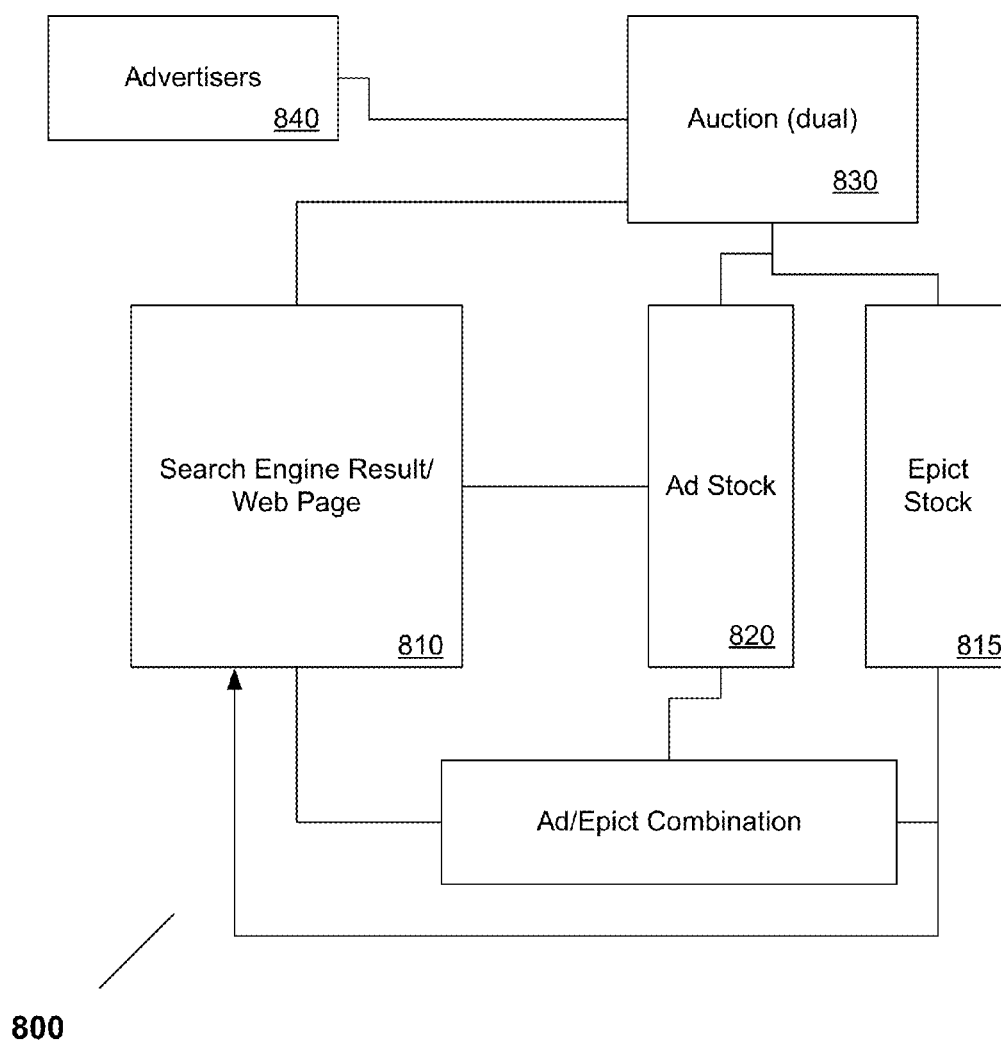 Advertisers
840
Auction (dual)
830
Search Engine Result/
Web Page
810
Ad Stock
820
Epict
Stock
815
Ad/Epict Combination
800